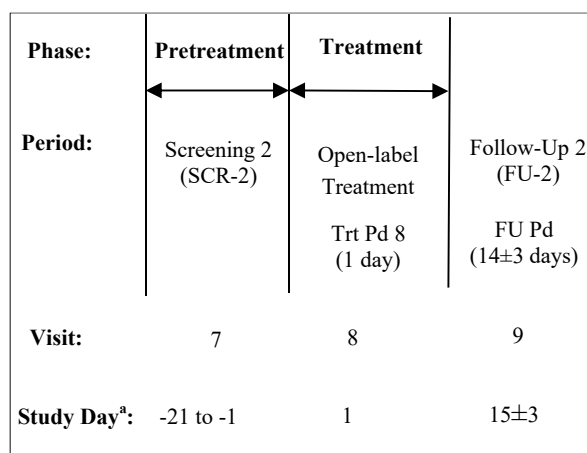 Phase: Pretreatment Treatment
Period: Screening 2 (SCR-2) Open-label Treatment Follow-Up 2 (FU-2)
Trt Pd 8 (1 day) FU Pd (14±3 days)
Visit: 7 8 9
Study Dayᵃ: -21 to -1 1 15±3